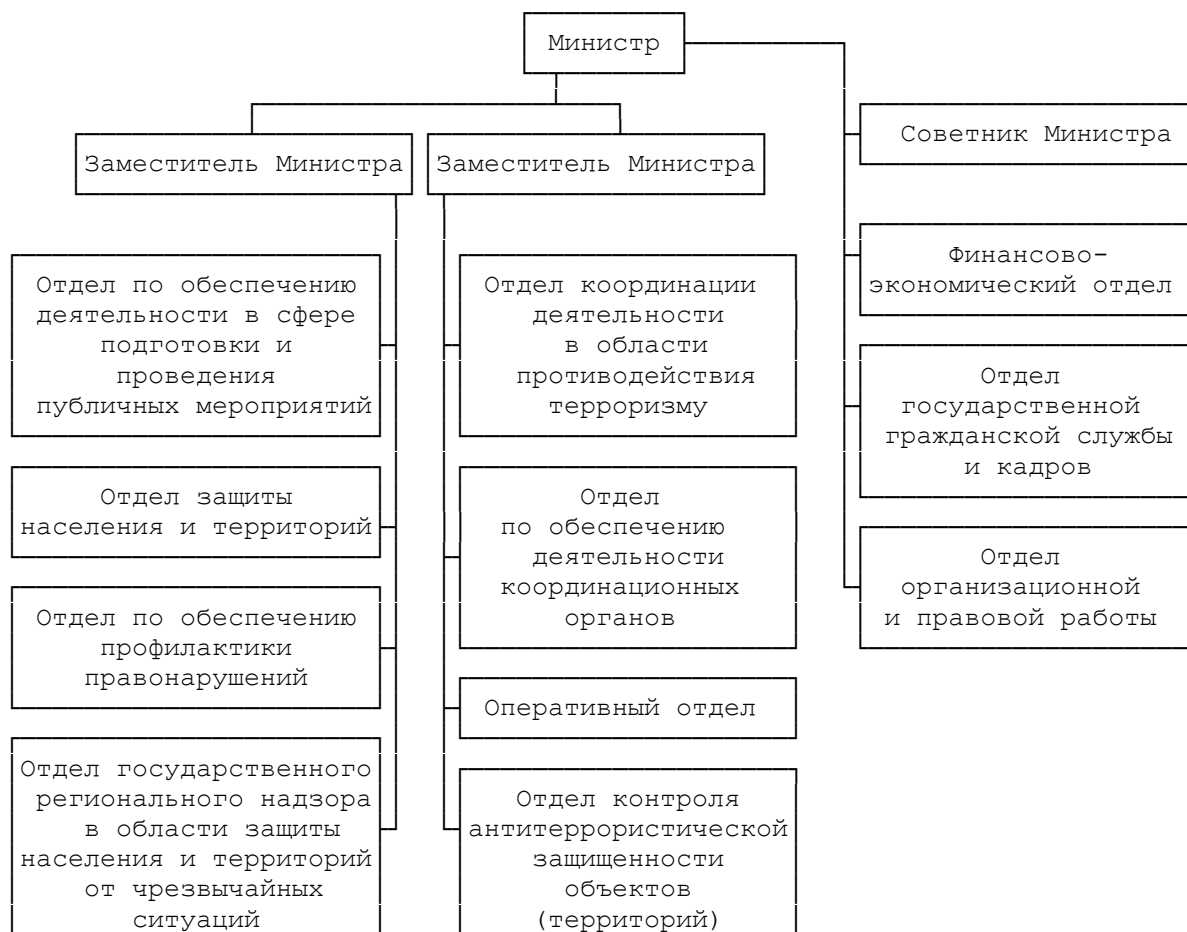 Министр
Заместитель Министра
Заместитель Министра
Советник Министра
Отдел по обеспечению
деятельности в сфере
подготовки и
проведения
публичных мероприятий
Отдел защиты
населения и территорий
Отдел по обеспечению
профилактики
правонарушений
Отдел государственного
регионального надзора
в области защиты
населения и территорий
от чрезвычайных
ситуаций
Отдел координации
деятельности
в области
противодействия
терроризму
Отдел
по обеспечению
деятельности
координационных
органов
Оперативный отдел
Отдел контроля
антитеррористической
защищенности
объектов
(территорий)
Финансово-
экономический отдел
Отдел
государственной
гражданской службы
и кадров
Отдел
организационной
и правовой работы